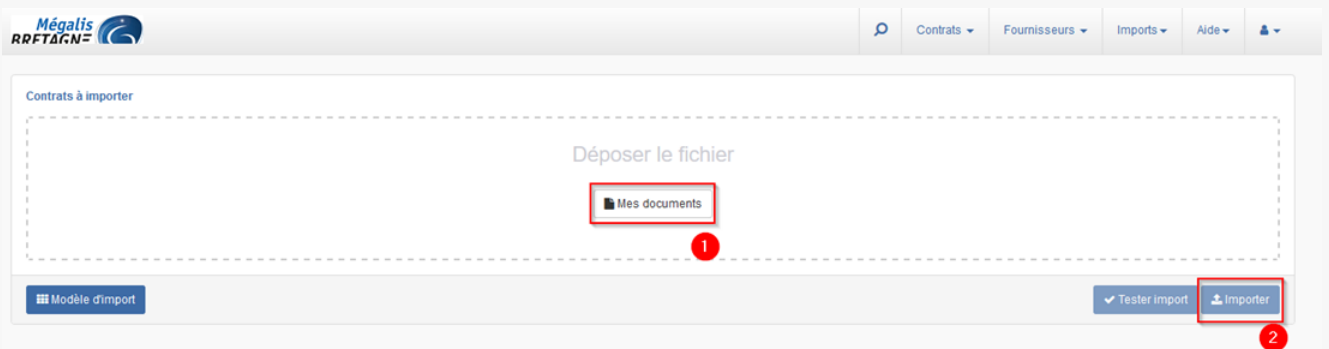 Mégalis
BRETAGNE
Contrats Fournisseurs Imports Aide
Contrats à importer
Déposer le fichier
Mes documents
1
Modèle d'import Tester import Importer
2